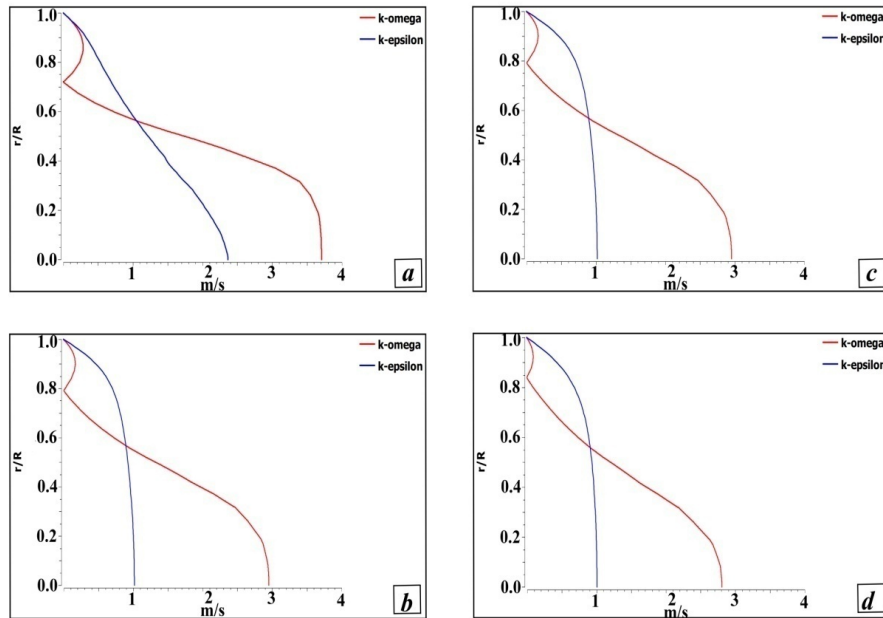 k-omega
k-epsilon
1.0
0.8
0.6
r/R
0.4
0.2
0.0
1 2 3 4
m/s
a
k-omega
k-epsilon
1.0
0.8
0.6
r/R
0.4
0.2
0.0
1 2 3 4
m/s
c
k-omega
k-epsilon
1.0
0.8
0.6
r/R
0.4
0.2
0.0
1 2 3 4
m/s
b
k-omega
k-epsilon
1.0
0.8
0.6
r/R
0.4
0.2
0.0
1 2 3 4
m/s
d